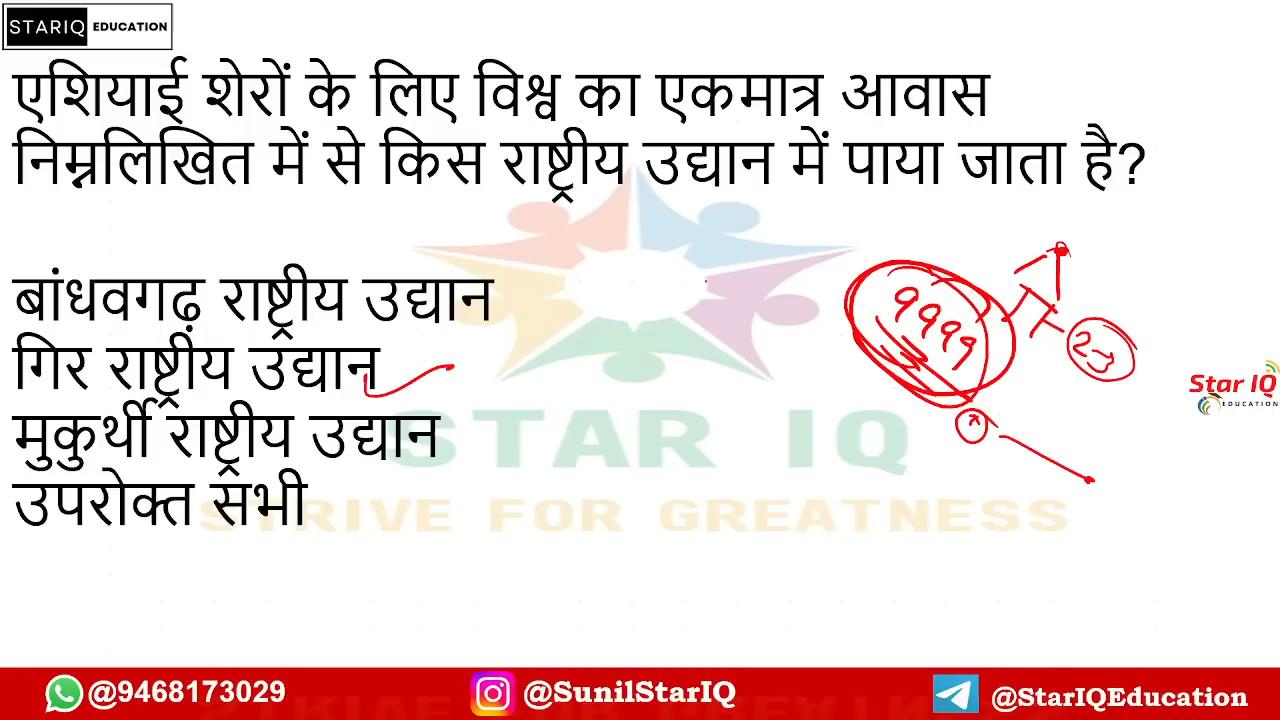 STARIQ EDUCATION
एशियाई शेरों के लिए विश्व का एकमात्र आवास
निम्नलिखित में से किस राष्ट्रीय उद्यान में पाया जाता है?
बांधवगढ़ राष्ट्रीय उद्यान
गिर राष्ट्रीय उद्यान
मुकुर्थी राष्ट्रीय उद्यान
उपरोक्त सभी
9999
Star IQ
EDUCATION
STAR IQ
STRIVE FOR GREATNESS
@9468173029 @SunilStarIQ @StarIQEducation